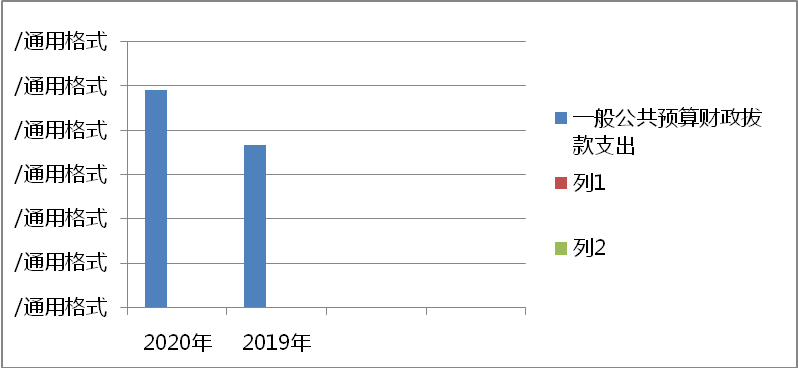 /通用格式
/通用格式
/通用格式
/通用格式
/通用格式
/通用格式
/通用格式
2020年
2019年
一般公共预算财政拨
款支出
列1
列2